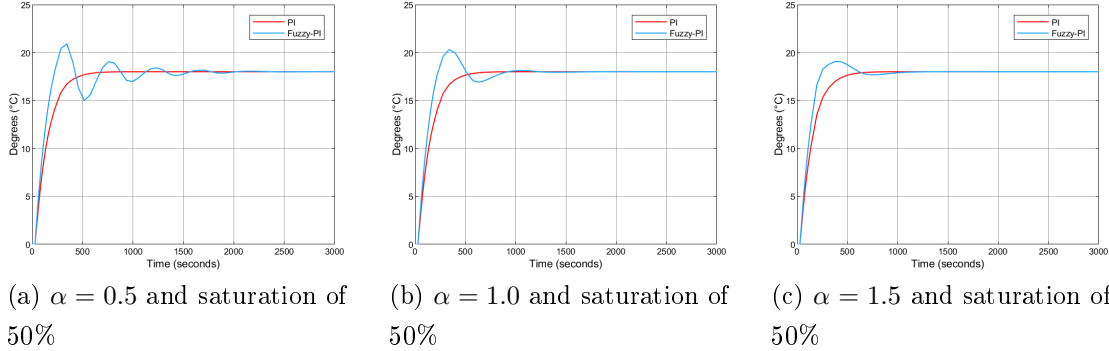 PI
Fuzzy-PI
25
20
15
10
5
0
Degrees (°C)
0 500 1000 1500 2000 2500 3000
Time (seconds)
(a) α = 0.5 and saturation of
50%
PI
Fuzzy-PI
25
20
15
10
5
0
Degrees (°C)
0 500 1000 1500 2000 2500 3000
Time (seconds)
(b) α = 1.0 and saturation of
50%
PI
Fuzzy-PI
25
20
15
10
5
0
Degrees (°C)
0 500 1000 1500 2000 2500 3000
Time (seconds)
(c) α = 1.5 and saturation of
50%